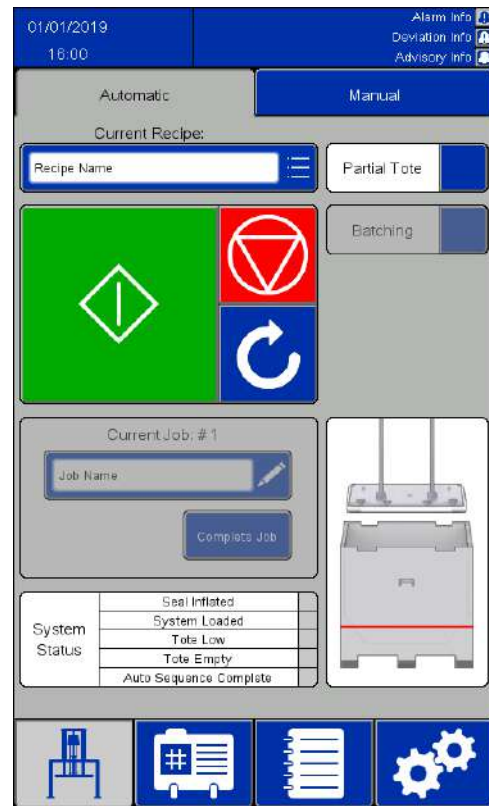 01/01/2019
16:00
Alarm Info
Deviation Info
Advisory Info
Automatic
Manual
Current Recipe:
Recipe Name
Partial Tote
Batching
Current Job: # 1
Job Name
Complete Job
System Status
Seal Inflated
System Loaded
Tote Low
Tote Empty
Auto Sequence Complete
#